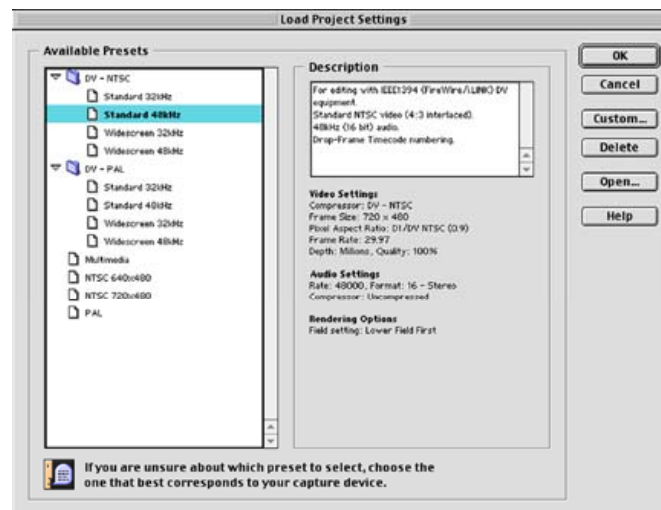 Load Project Settings
Available Presets
DV - NTSC
Standard 32kHz
Standard 48kHz
Widescreen 32kHz
Widescreen 48kHz
DV - PAL
Standard 32kHz
Standard 48kHz
Widescreen 32kHz
Widescreen 48kHz
Multimedia
NTSC 640x480
NTSC 720x480
PAL
Description
For editing with IEEE1394 (FireWire/i.LINK) DV
equipment.
Standard NTSC video (4:3 interlaced).
48kHz (16 bit) audio.
Drop-Frame Timecode numbering.
Video Settings
Compressor: DV - NTSC
Frame Size: 720 x 480
Pixel Aspect Ratio: D1/DV NTSC (0.9)
Frame Rate: 29.97
Depth: Millions, Quality: 100%
Audio Settings
Rate: 48000, Format: 16 - Stereo
Compressor: Uncompressed
Rendering Options
Field setting: Lower Field First
OK
Cancel
Custom...
Delete
Open...
Help
If you are unsure about which preset to select, choose the
one that best corresponds to your capture device.